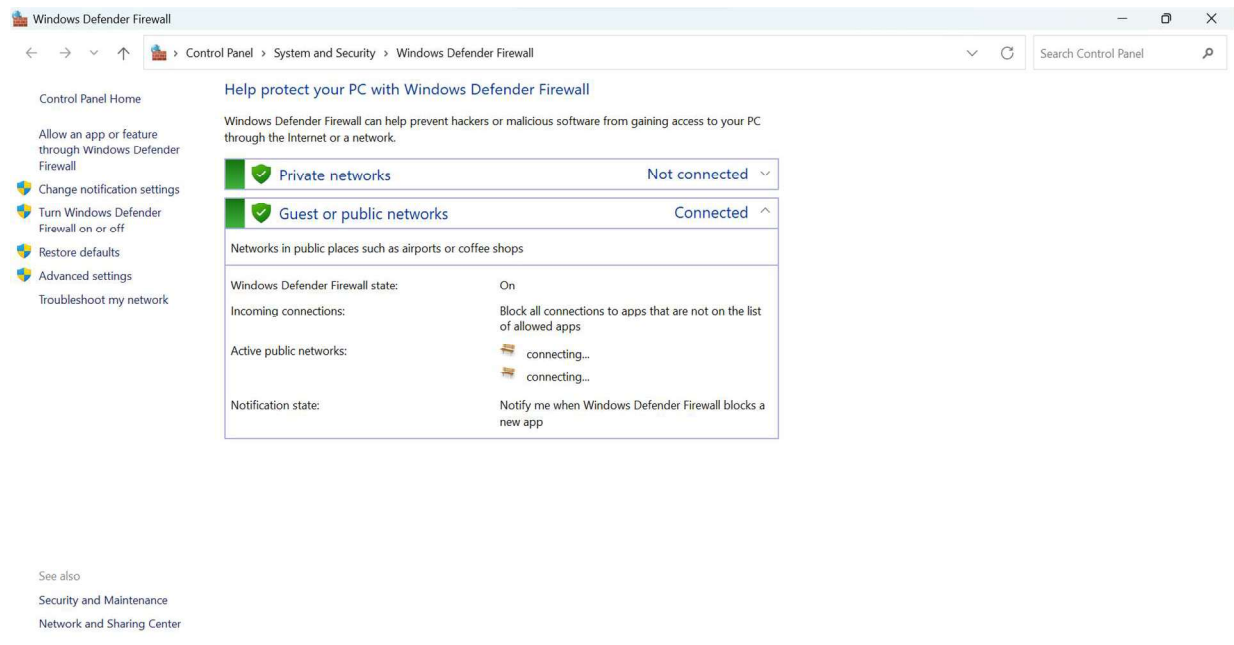 Windows Defender Firewall
Control Panel > System and Security > Windows Defender Firewall
Search Control Panel
Control Panel Home
Allow an app or feature
through Windows Defender
Firewall
Change notification settings
Turn Windows Defender
Firewall on or off
Restore defaults
Advanced settings
Troubleshoot my network
Help protect your PC with Windows Defender Firewall
Windows Defender Firewall can help prevent hackers or malicious software from gaining access to your PC
through the Internet or a network.
Private networks Not connected
Guest or public networks Connected
Networks in public places such as airports or coffee shops
Windows Defender Firewall state: On
Incoming connections: Block all connections to apps that are not on the list
of allowed apps
Active public networks: connecting...
connecting...
Notification state: Notify me when Windows Defender Firewall blocks a
new app
See also
Security and Maintenance
Network and Sharing Center